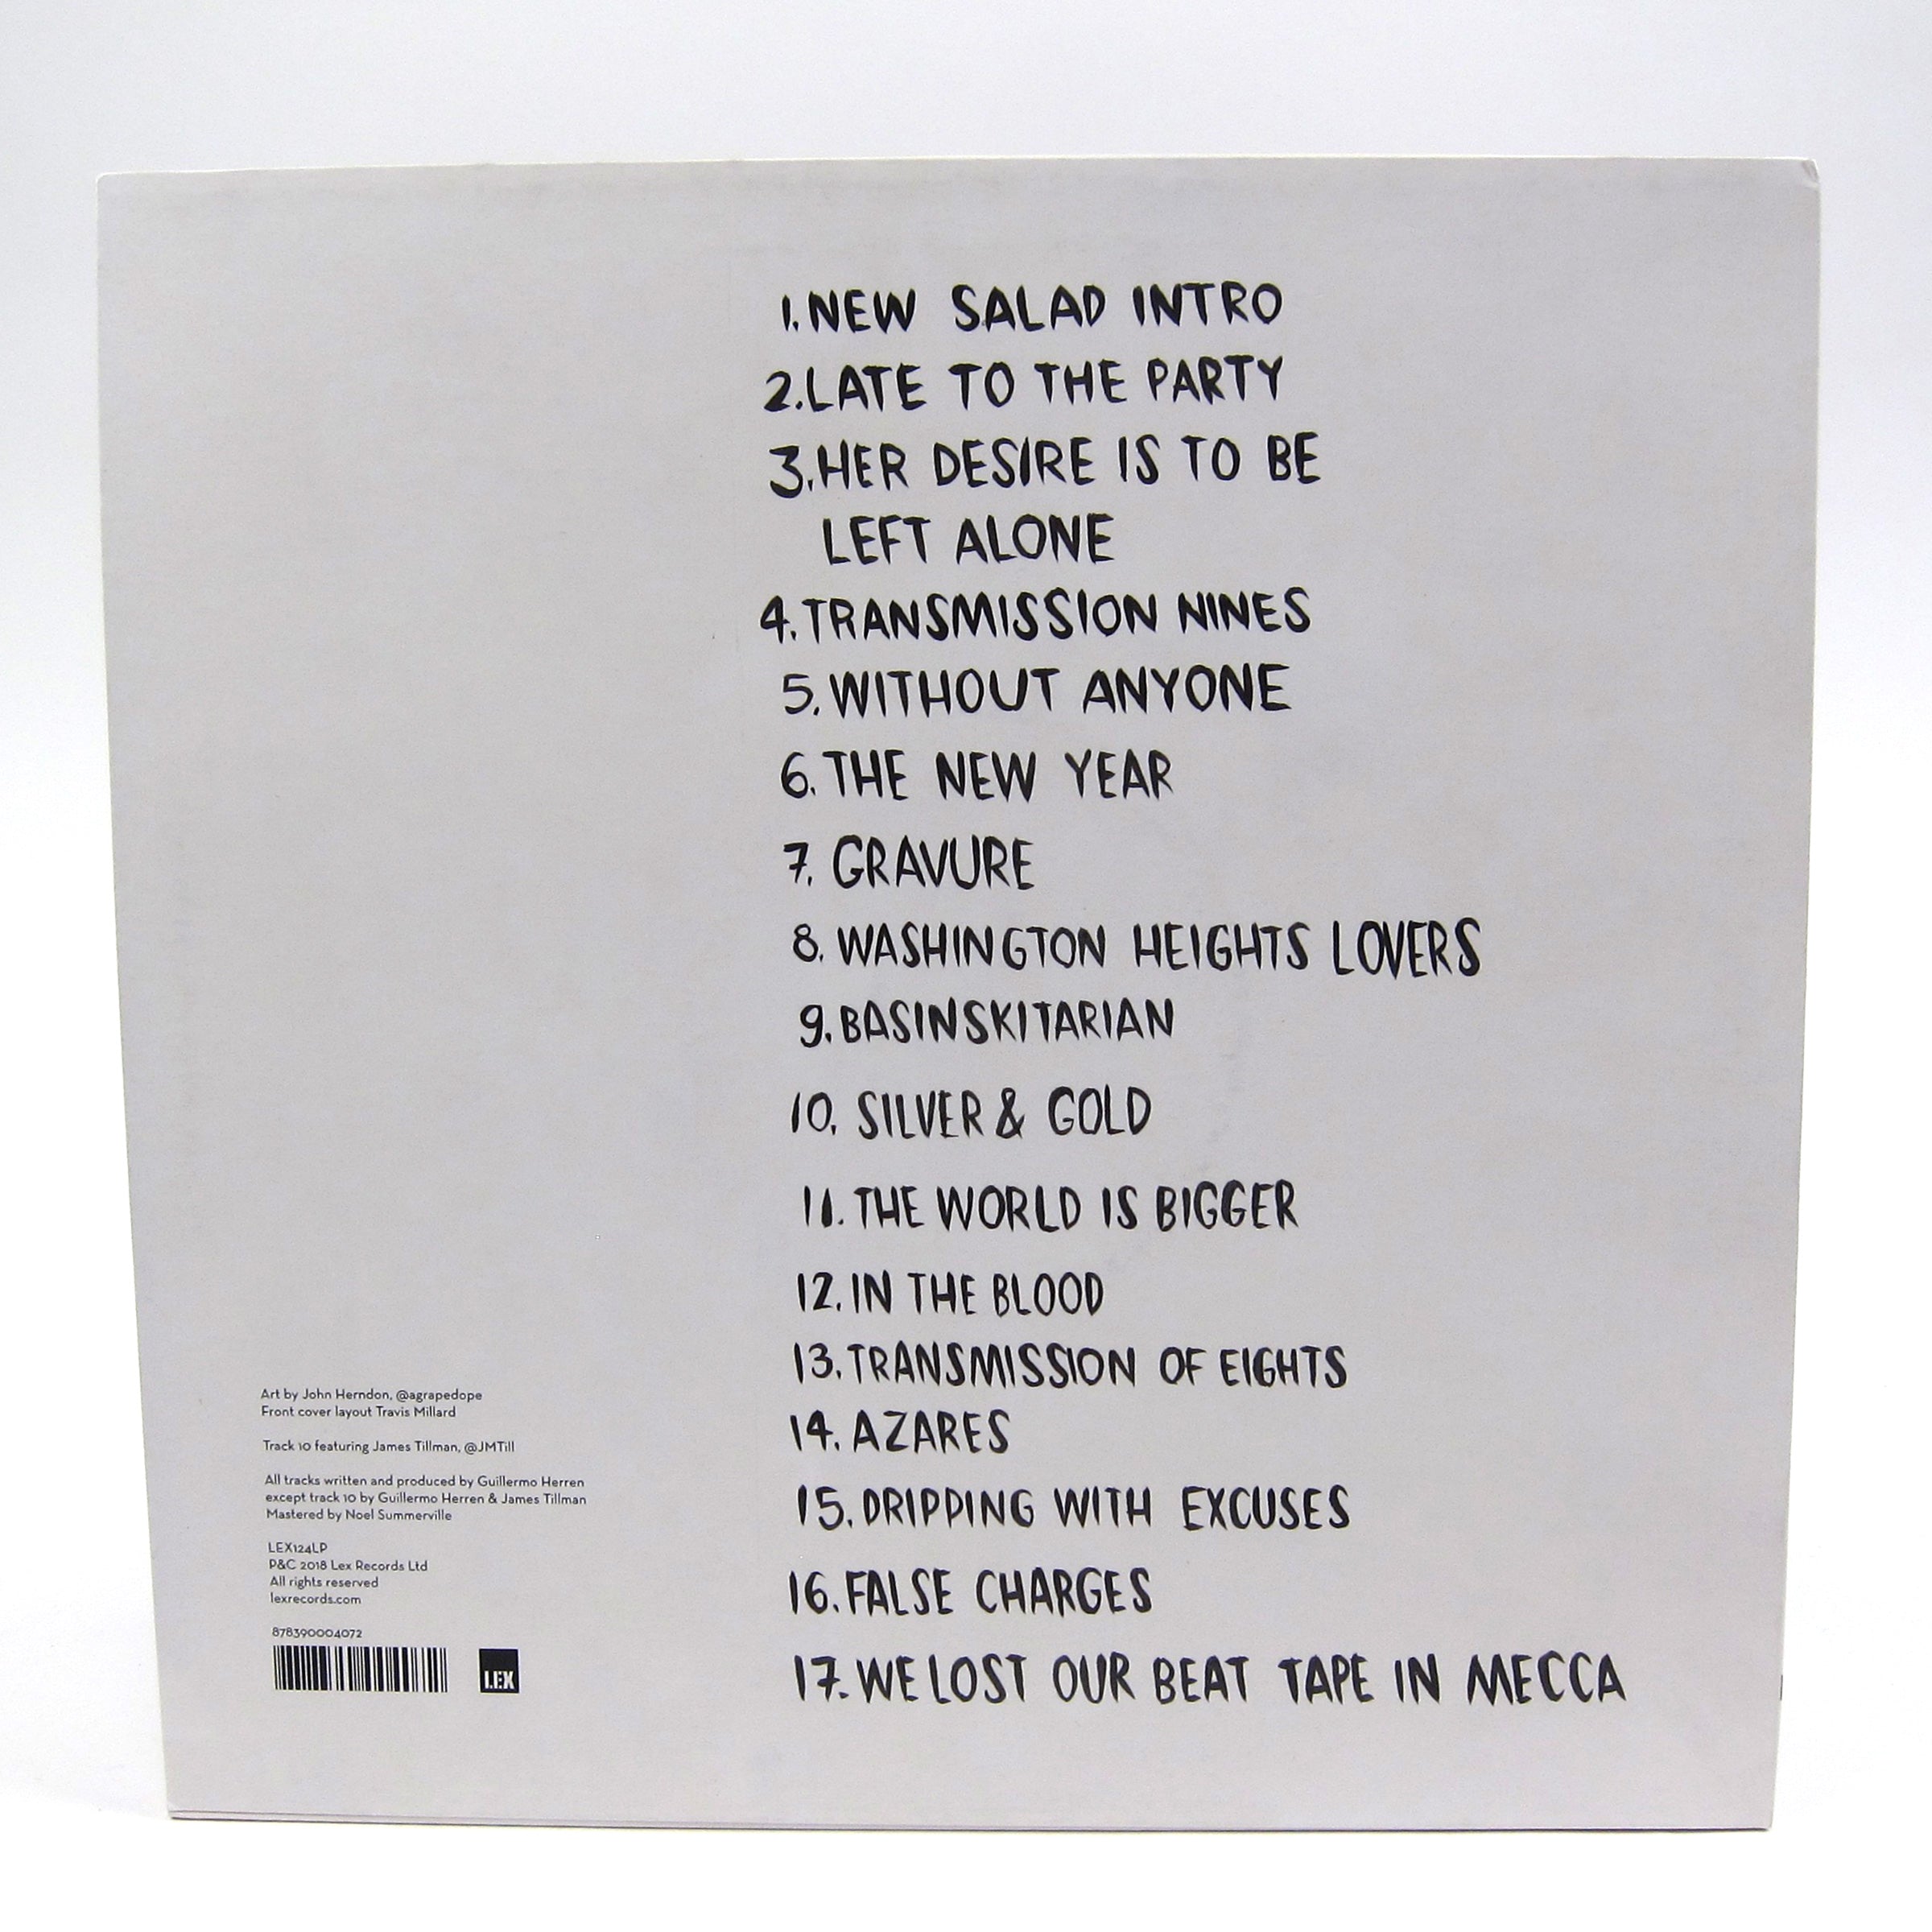 1. NEW SALAD INTRO
2. LATE TO THE PARTY
3. HER DESIRE IS TO BE
LEFT ALONE
4. TRANSMISSION NINES
5. WITHOUT ANYONE
6. THE NEW YEAR
7. GRAVURE
8. WASHINGTON HEIGHTS LOVERS
9. BASINSKITARIAN
10. SILVER & GOLD
11. THE WORLD IS BIGGER
12. IN THE BLOOD
13. TRANSMISSION OF EIGHTS
14. AZARES
15. DRIPPING WITH EXCUSES
16. FALSE CHARGES
17. WE LOST OUR BEAT TAPE IN MECCA
Art by John Herndon, @agrapedope
Front cover layout Travis Millard
Track 10 featuring James Tillman, @JMTill
All tracks written and produced by Guillermo Herren
except track 10 by Guillermo Herren & James Tillman
Mastered by Noel Summerville
LEX124LP
P&C 2018 Lex Records Ltd
All rights reserved
lexrecords.com
878390004072
LEX